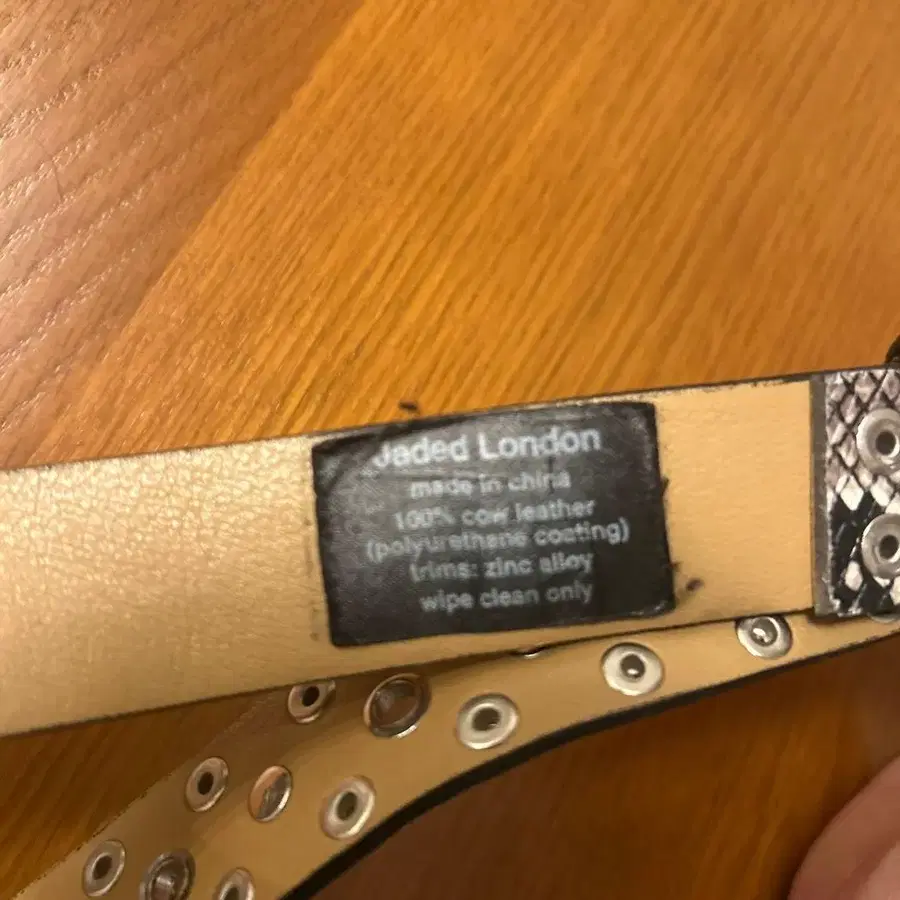 Jaded London
made in china
100% cow leather
(polyurethane coating)
trims: zinc alloy
wipe clean only